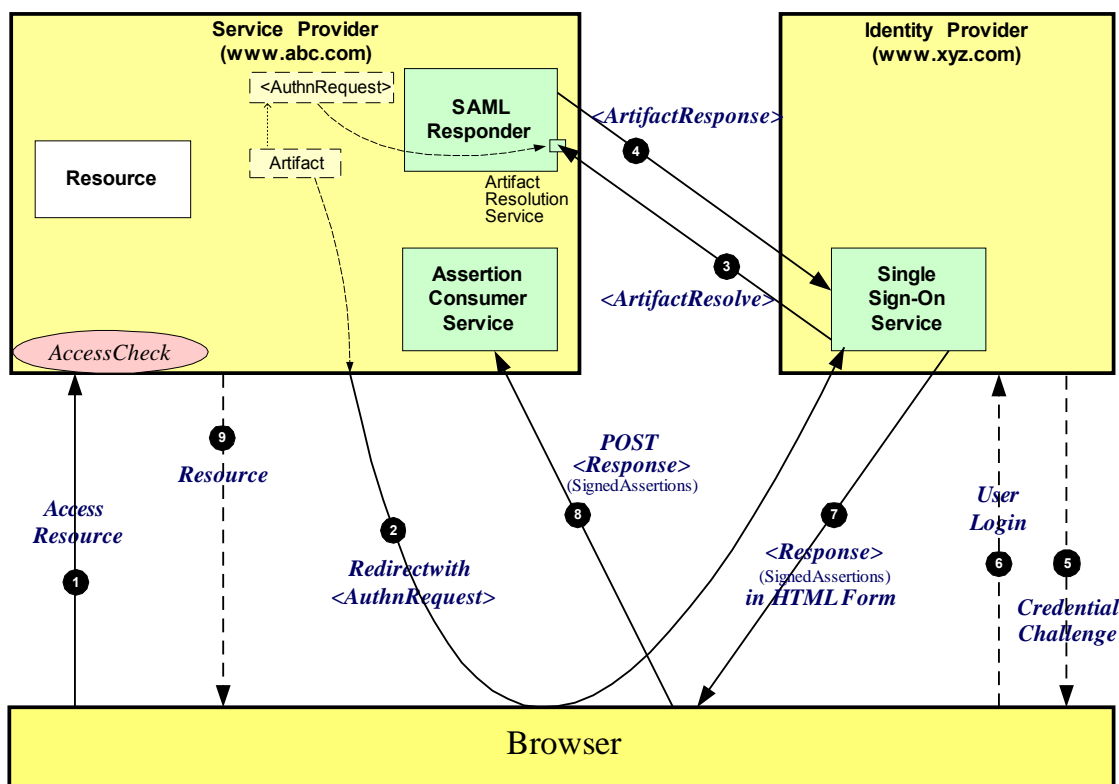 Service Provider
(www.abc.com)
<AuthnRequest>
Artifact
SAML
Responder
Artifact
Resolution
Service
Resource
Assertion
Consumer
Service
AccessCheck
Identity Provider
(www.xyz.com)
<ArtifactResponse>
4
3
<ArtifactResolve>
Single
Sign-On
Service
9
Resource
Access
Resource
1
2
Redirectwith
<AuthnRequest>
POST
<Response>
(SignedAssertions)
8
7
<Response>
(SignedAssertions)
in HTML Form
User
Login
6
5
Credential
Challenge
Browser